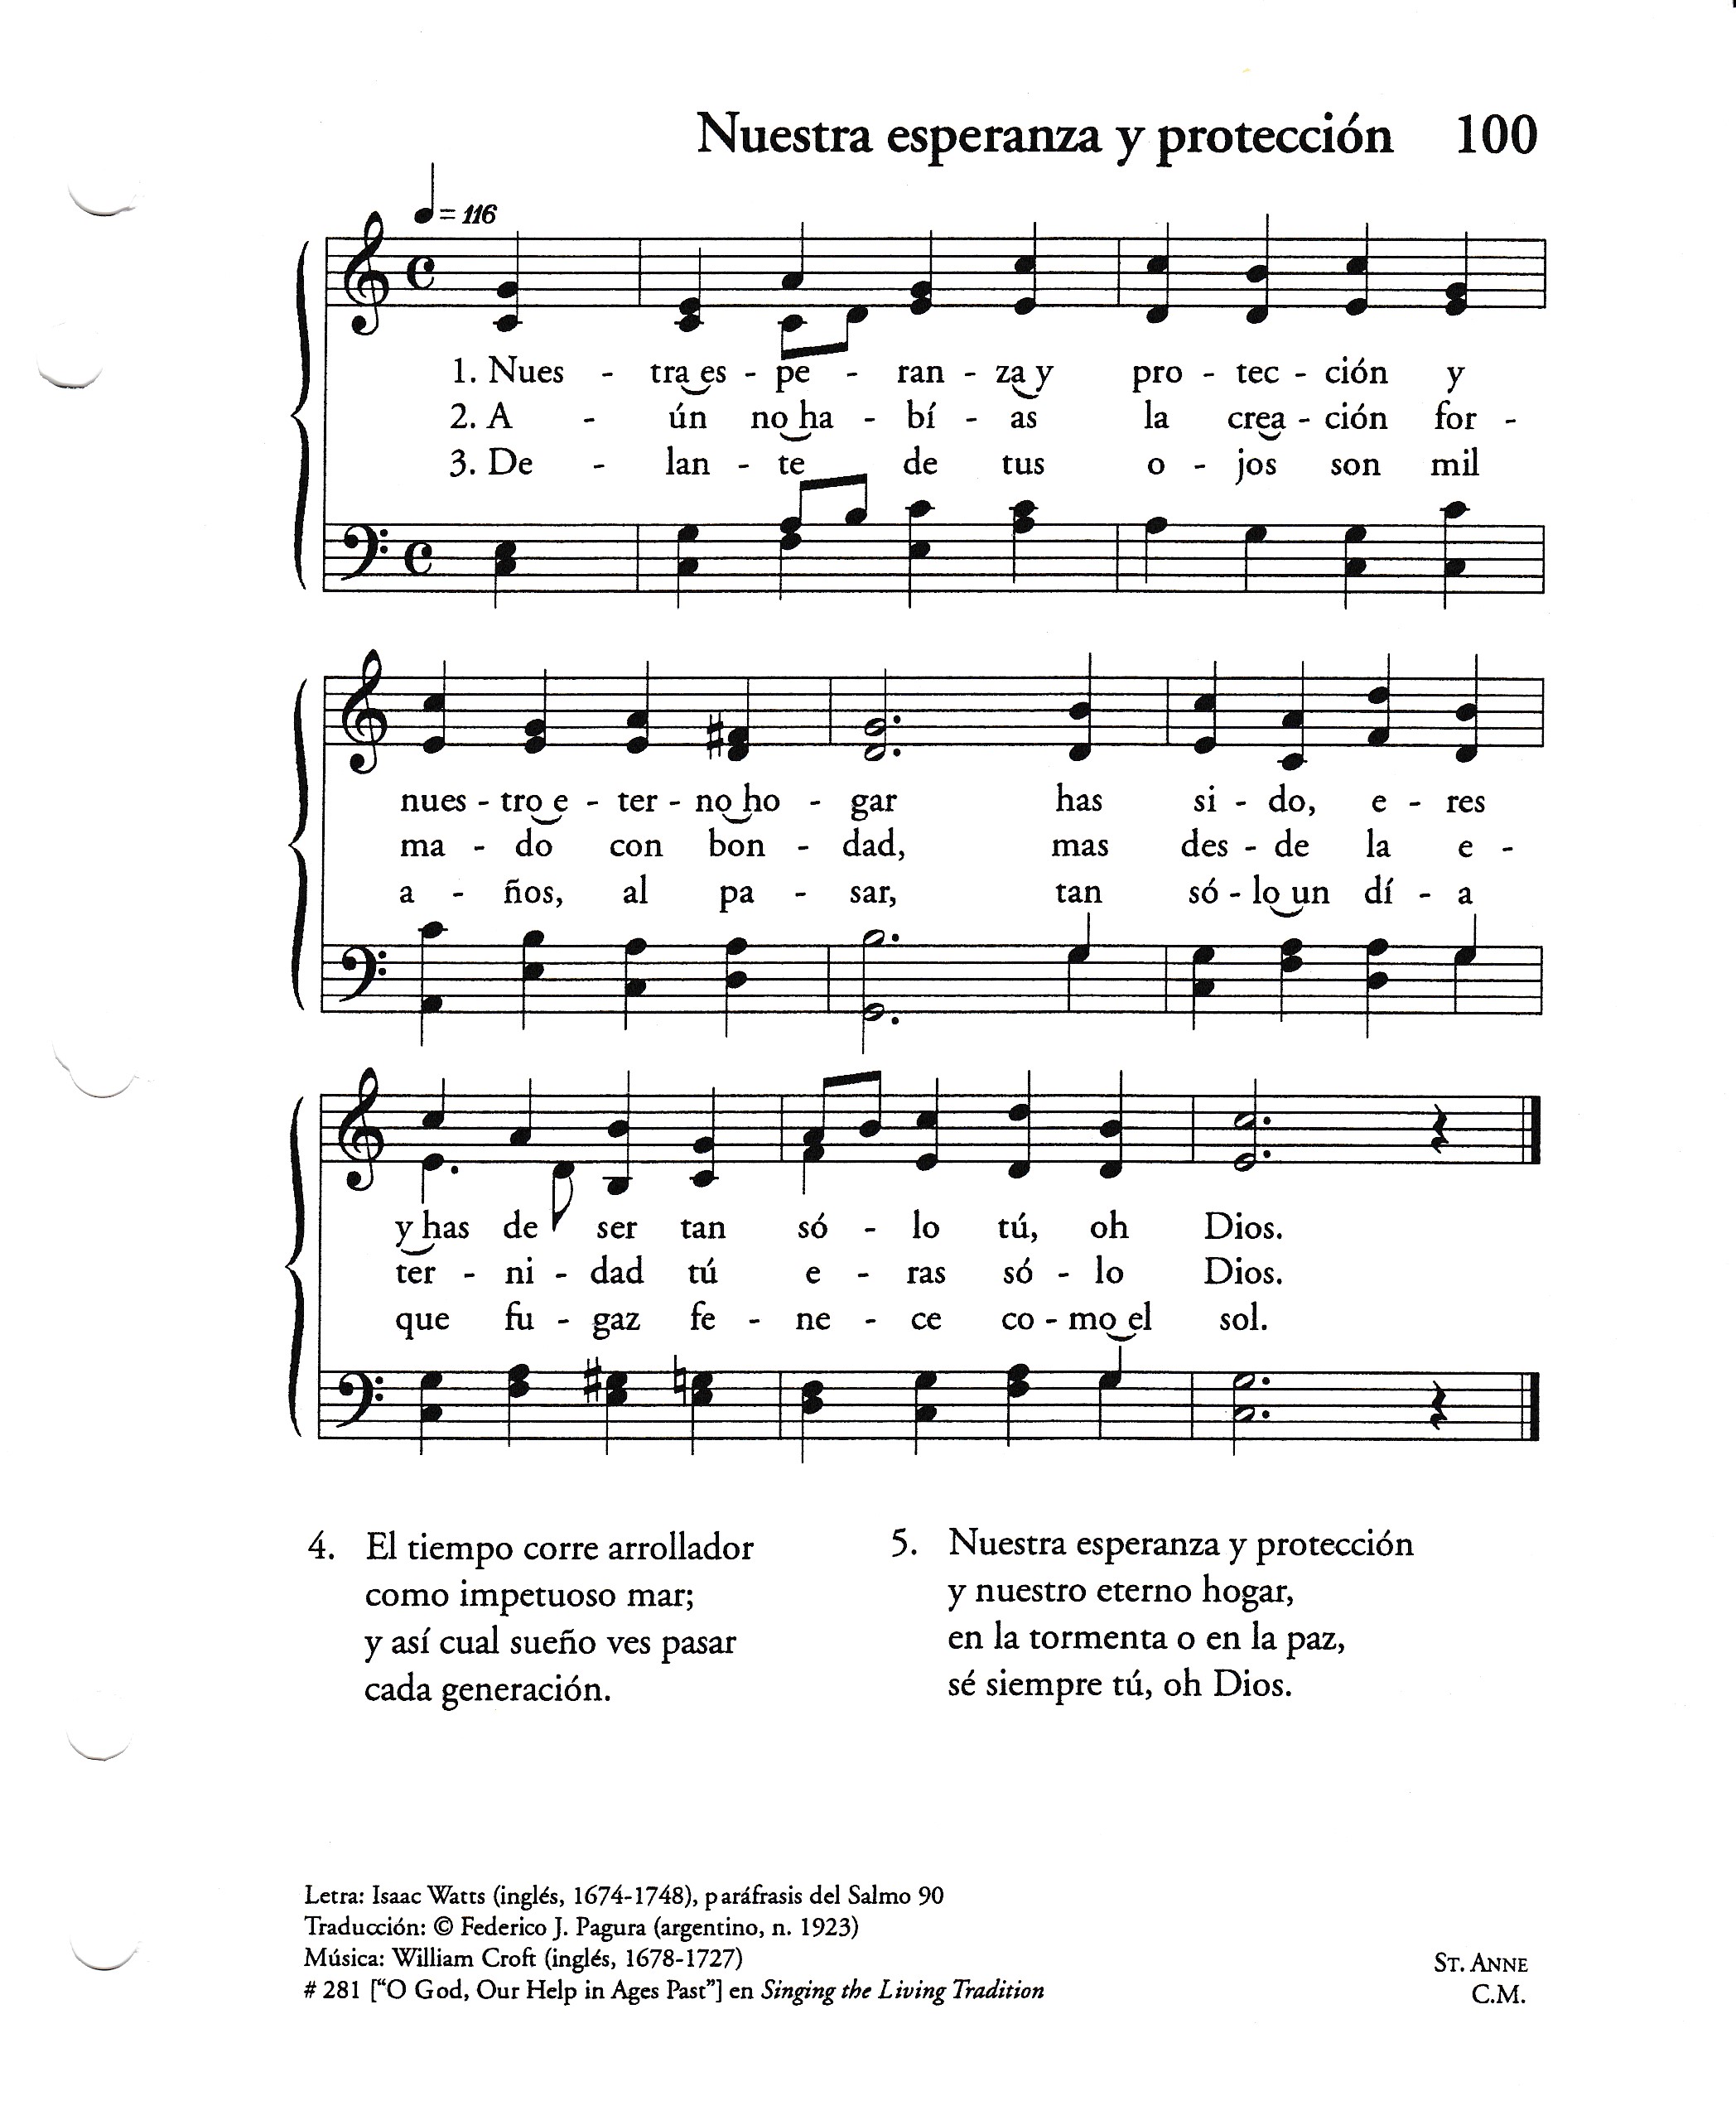 Nuestra esperanza y protección 100
= 116
1. Nues - tra es - pe - ran - za y pro - tec - ción y
2. A - ún no ha - bí - as la crea - ción for -
3. De - lan - te de tus o - jos son mil
nues - tro e - ter - no ho - gar has si - do, e - res
ma - do con bon - dad, mas des - de la e -
a - ños, al pa - sar, tan só - lo un dí - a
y has de ser tan só - lo tú, oh Dios.
ter - ni - dad tú e - ras só - lo Dios.
que fu - gaz fe - ne - ce co - mo el sol.
4. El tiempo corre arrollador
como impetuoso mar;
y así cual sueño ves pasar
cada generación.
5. Nuestra esperanza y protección
y nuestro eterno hogar,
en la tormenta o en la paz,
sé siempre tú, oh Dios.
Letra: Isaac Watts (inglés, 1674-1748), paráfrasis del Salmo 90
Traducción: © Federico J. Pagura (argentino, n. 1923)
Música: William Croft (inglés, 1678-1727)
# 281 [“O God, Our Help in Ages Past”] en Singing the Living Tradition
ST. ANNE
C.M.